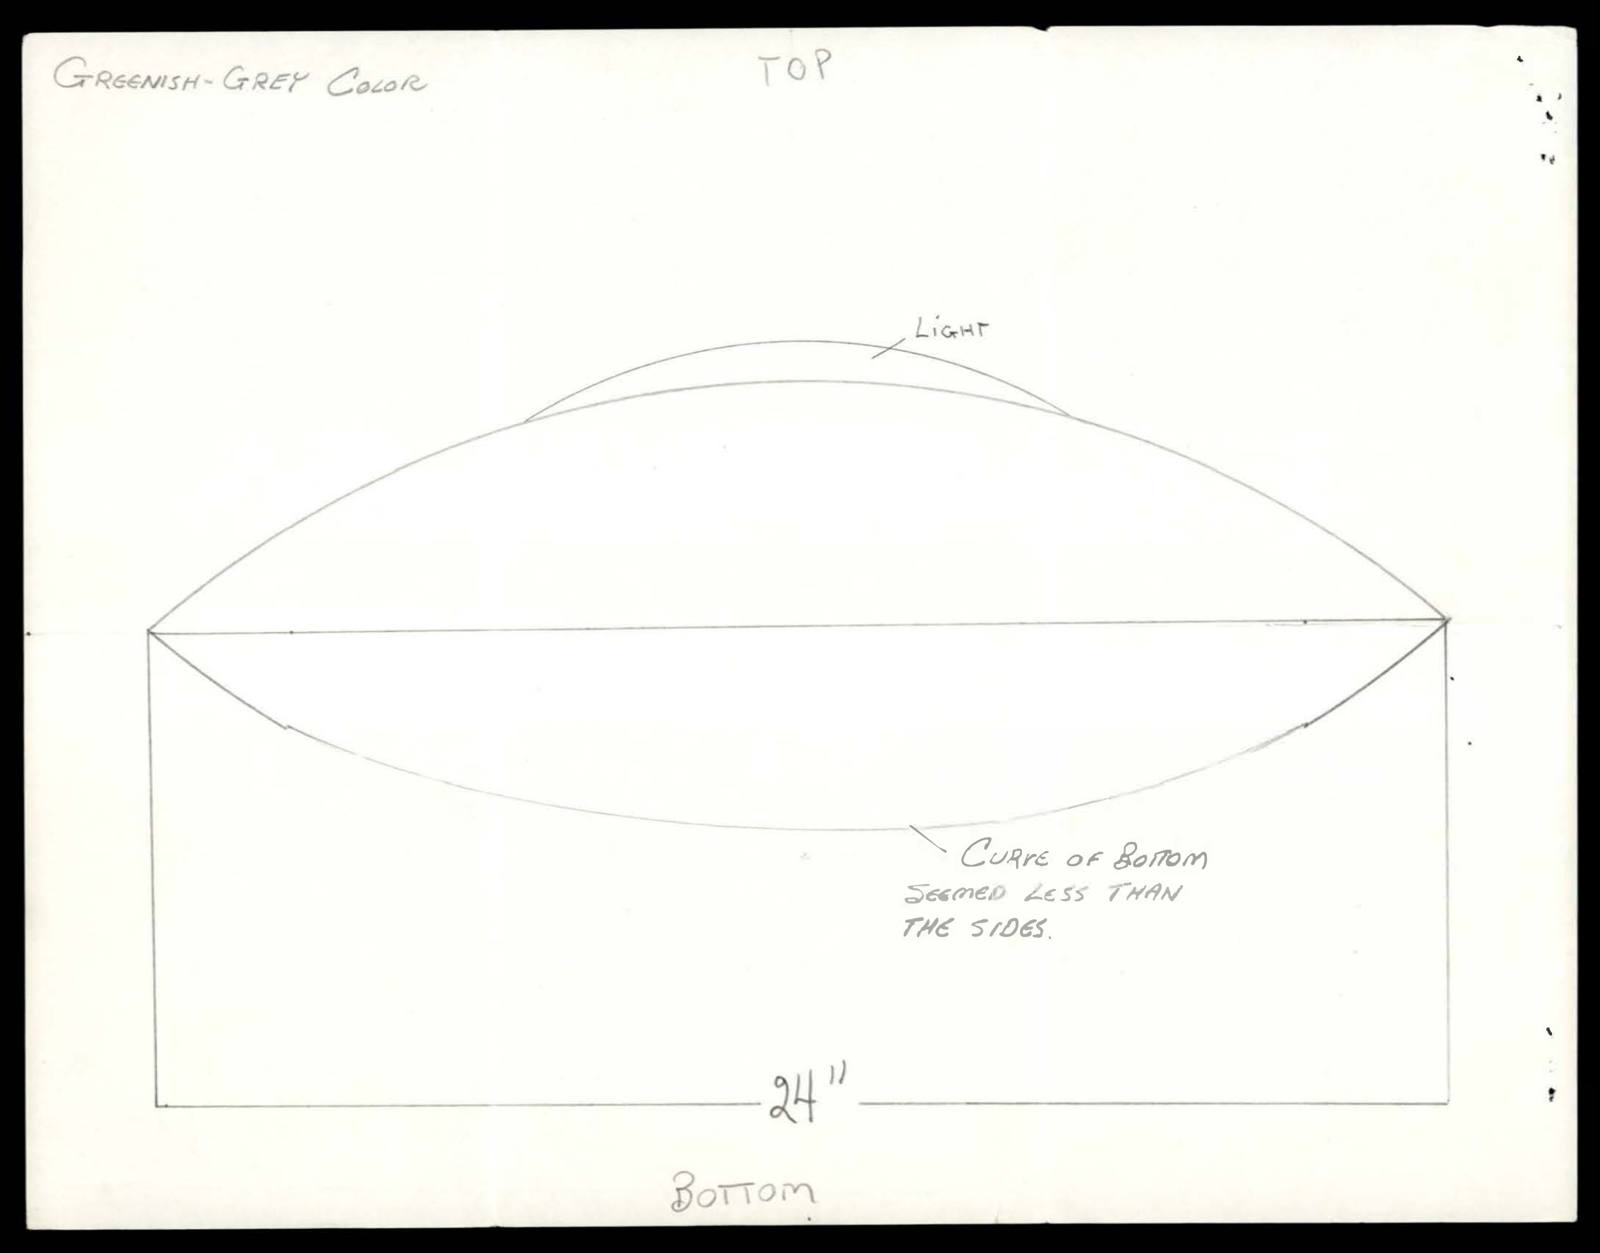 GREENISH-GREY COLOR
TOP
LiGHT
CURVE OF BOTTOM
SEEMED LESS THAN
THE SIDES.
24"
BOTTOM